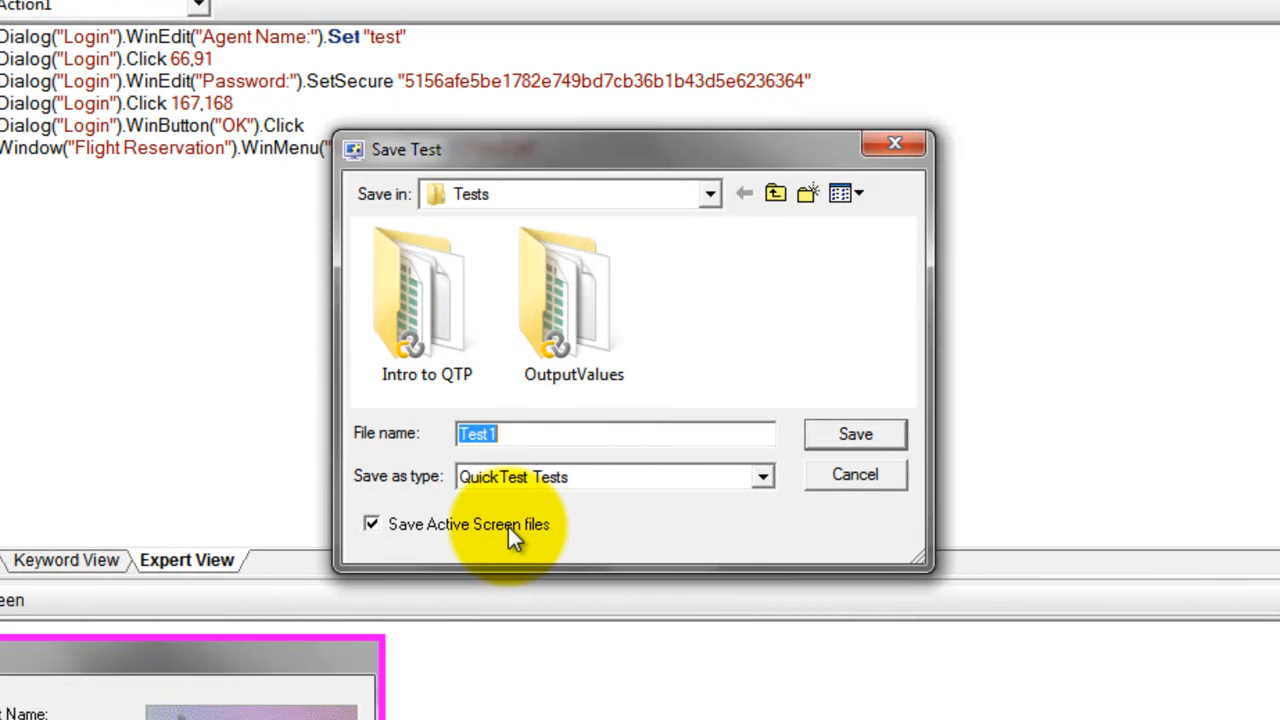 Action1
Dialog("Login").WinEdit("Agent Name:").Set "test"
Dialog("Login").Click 66,91
Dialog("Login").WinEdit("Password:").SetSecure "5156afe5be1782e749bd7cb36b1b43d5e6236364"
Dialog("Login").Click 167,168
Dialog("Login").WinButton("OK").Click
Window("Flight Reservation").WinMenu("
Save Test
Save in: Tests
Intro to QTP OutputValues
File name: Test1 Save
Save as type: QuickTest Tests Cancel
Save Active Screen files
Keyword View Expert View
een
t Name: